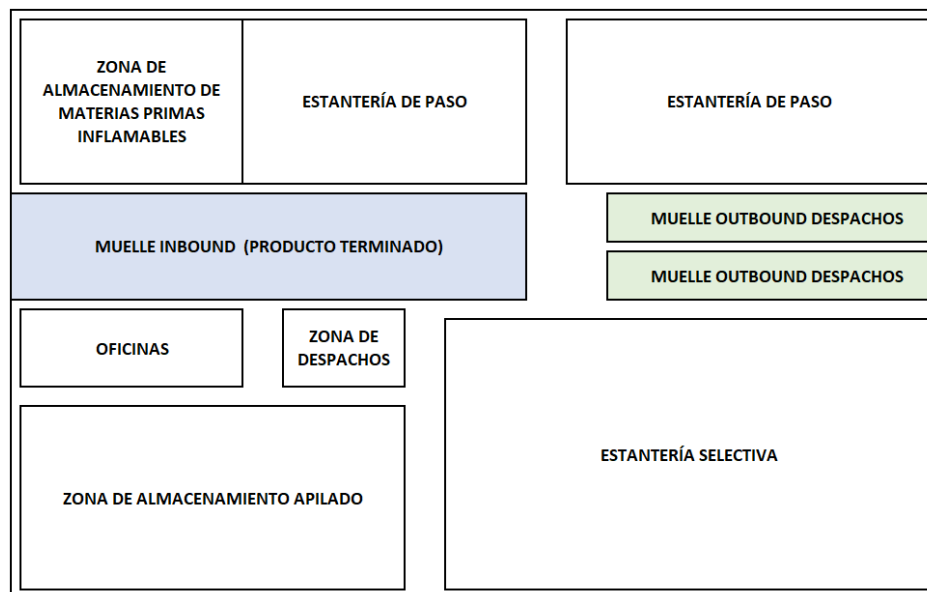 ZONA DE
ALMACENAMIENTO DE
MATERIAS PRIMAS
INFLAMABLES
ESTANTERÍA DE PASO
ESTANTERÍA DE PASO
MUELLE INBOUND (PRODUCTO TERMINADO)
MUELLE OUTBOUND DESPACHOS
MUELLE OUTBOUND DESPACHOS
OFICINAS
ZONA DE
DESPACHOS
ESTANTERÍA SELECTIVA
ZONA DE ALMACENAMIENTO APILADO